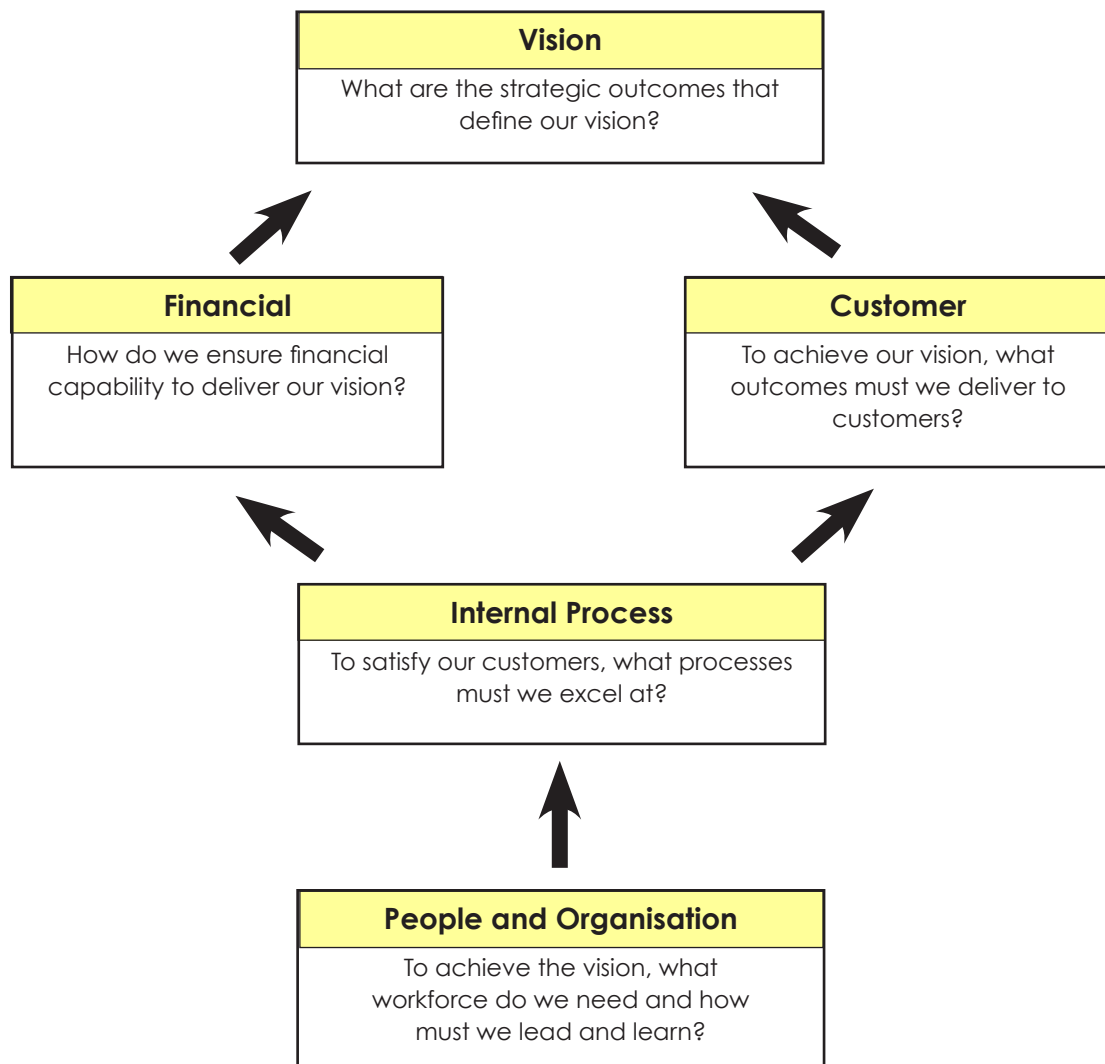 Vision
What are the strategic outcomes that
define our vision?
Financial
How do we ensure financial
capability to deliver our vision?
Customer
To achieve our vision, what
outcomes must we deliver to
customers?
Internal Process
To satisfy our customers, what processes
must we excel at?
People and Organisation
To achieve the vision, what
workforce do we need and how
must we lead and learn?